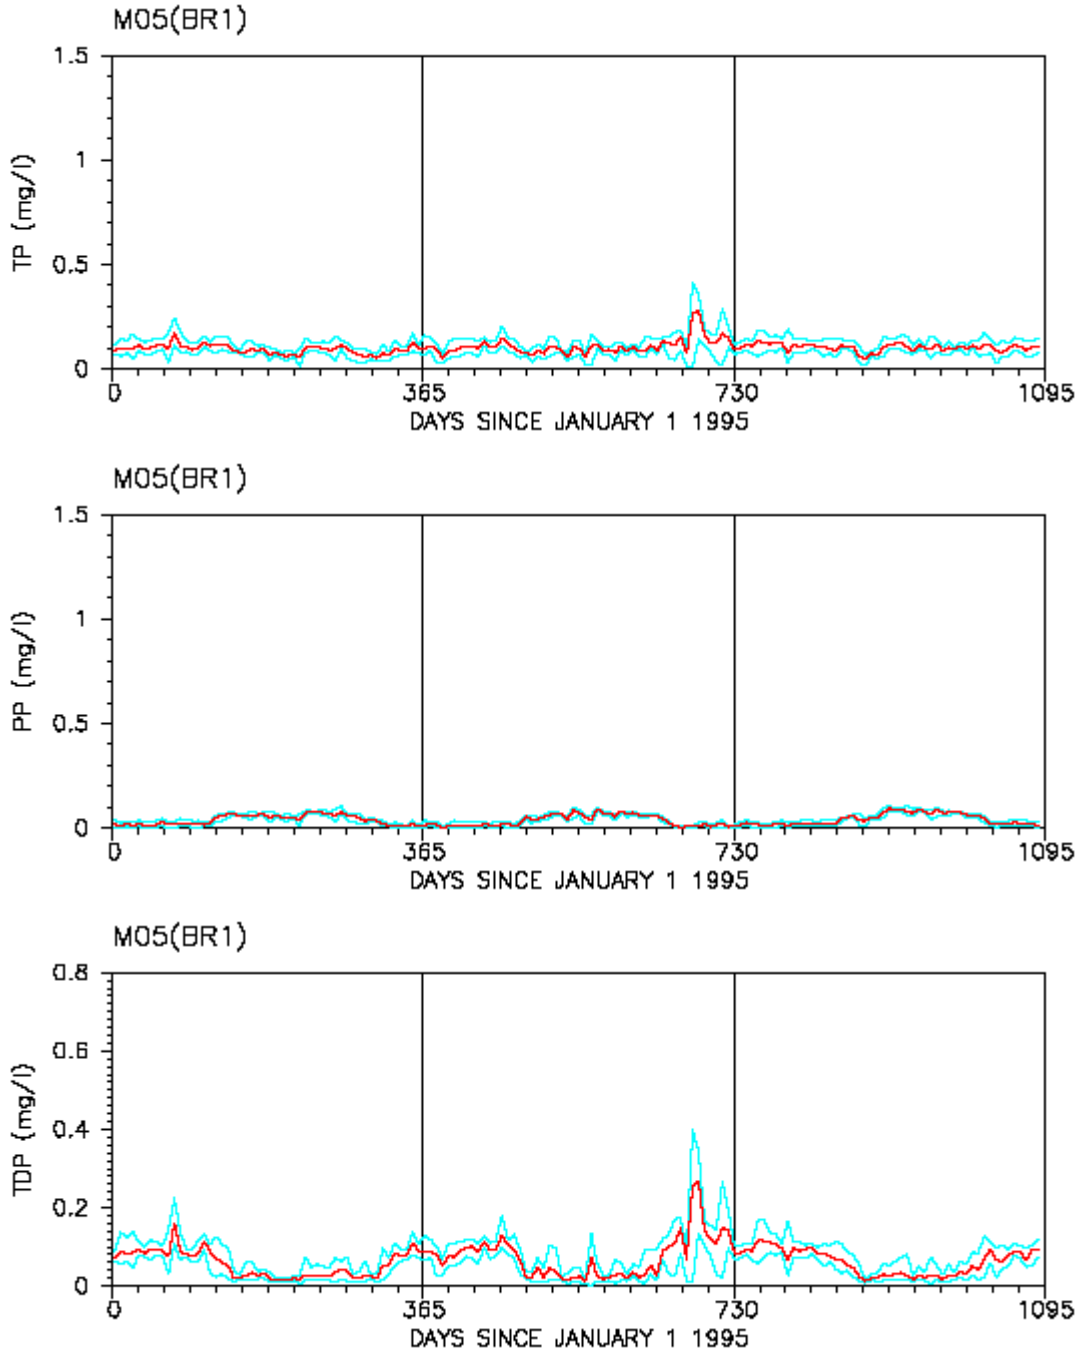 M05(BR1)
1.5
1
0.5
0
TP (mg/l)
0 365 730 1095
DAYS SINCE JANUARY 1 1995
M05(BR1)
1.5
1
0.5
0
PP (mg/l)
0 365 730 1095
DAYS SINCE JANUARY 1 1995
M05(BR1)
0.8
0.6
0.4
0.2
0
TDP (mg/l)
0 365 730 1095
DAYS SINCE JANUARY 1 1995